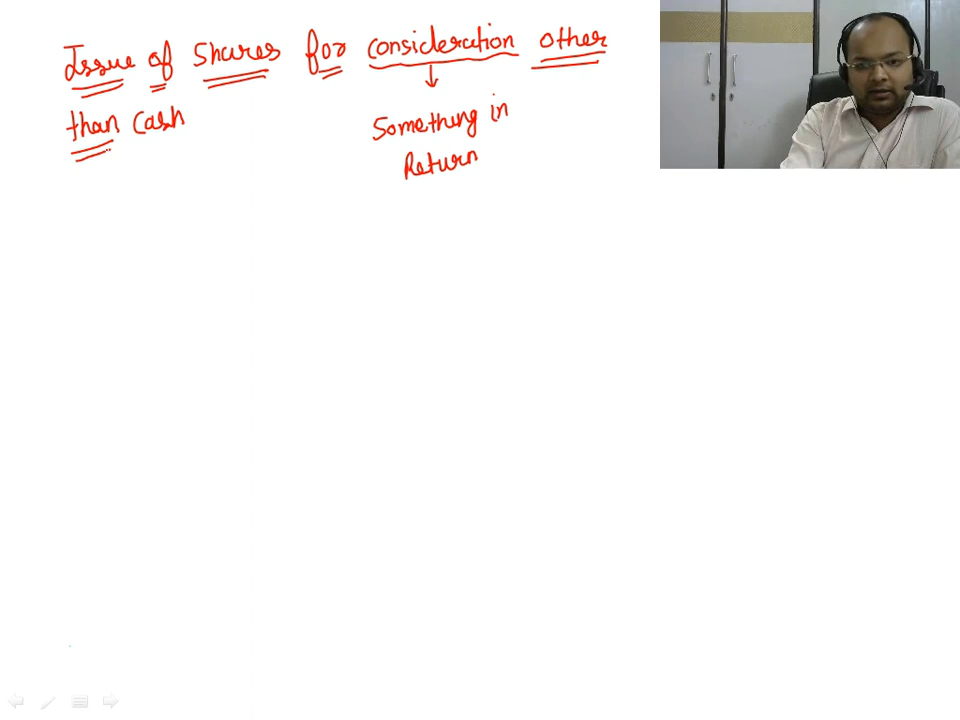 Issue of Shares for consideration other
than Cash
Something in
Return